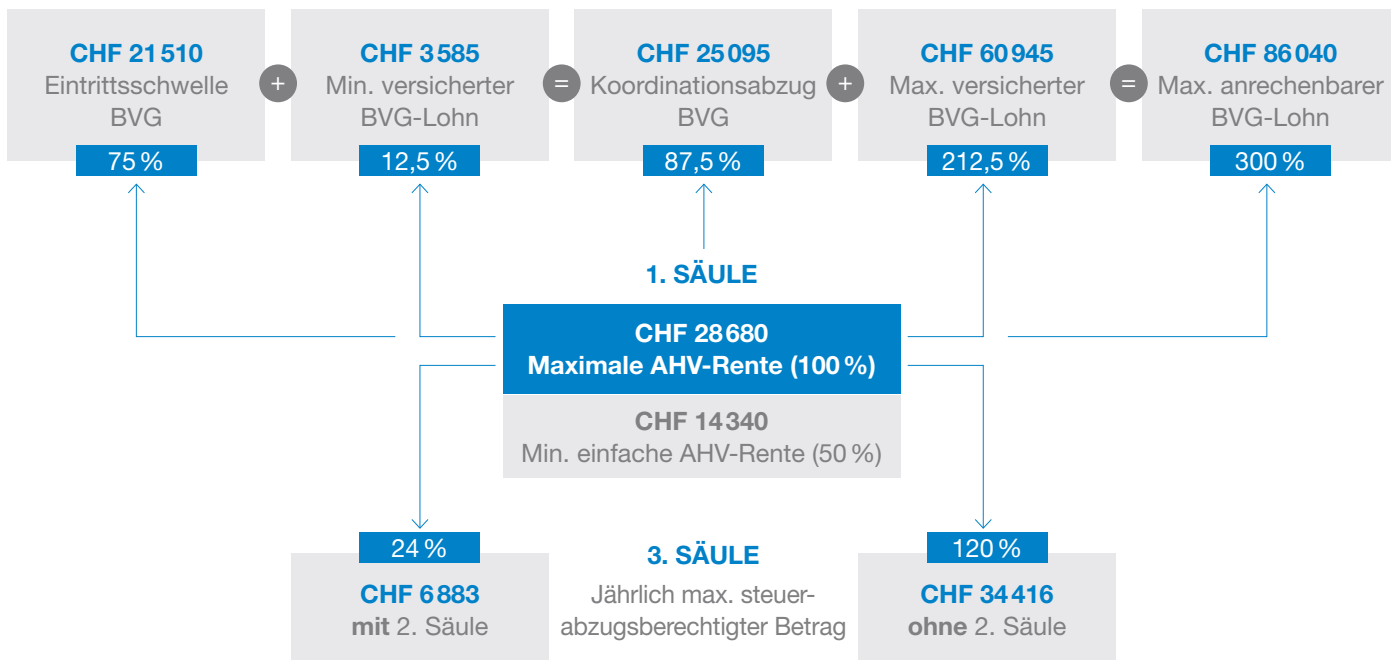 CHF 21 510
Eintrittsschwelle
BVG
75 %
+
CHF 3 585
Min. versicherter
BVG-Lohn
12,5 %
=
CHF 25 095
Koordinationsabzug
BVG
87,5 %
+
CHF 60 945
Max. versicherter
BVG-Lohn
212,5 %
=
CHF 86 040
Max. anrechenbarer
BVG-Lohn
300 %
1. SÄULE
CHF 28 680
Maximale AHV-Rente (100 %)
CHF 14 340
Min. einfache AHV-Rente (50 %)
24 %
CHF 6 883
mit 2. Säule
3. SÄULE
Jährlich max. steuer-
abzugsberechtigter Betrag
120 %
CHF 34 416
ohne 2. Säule